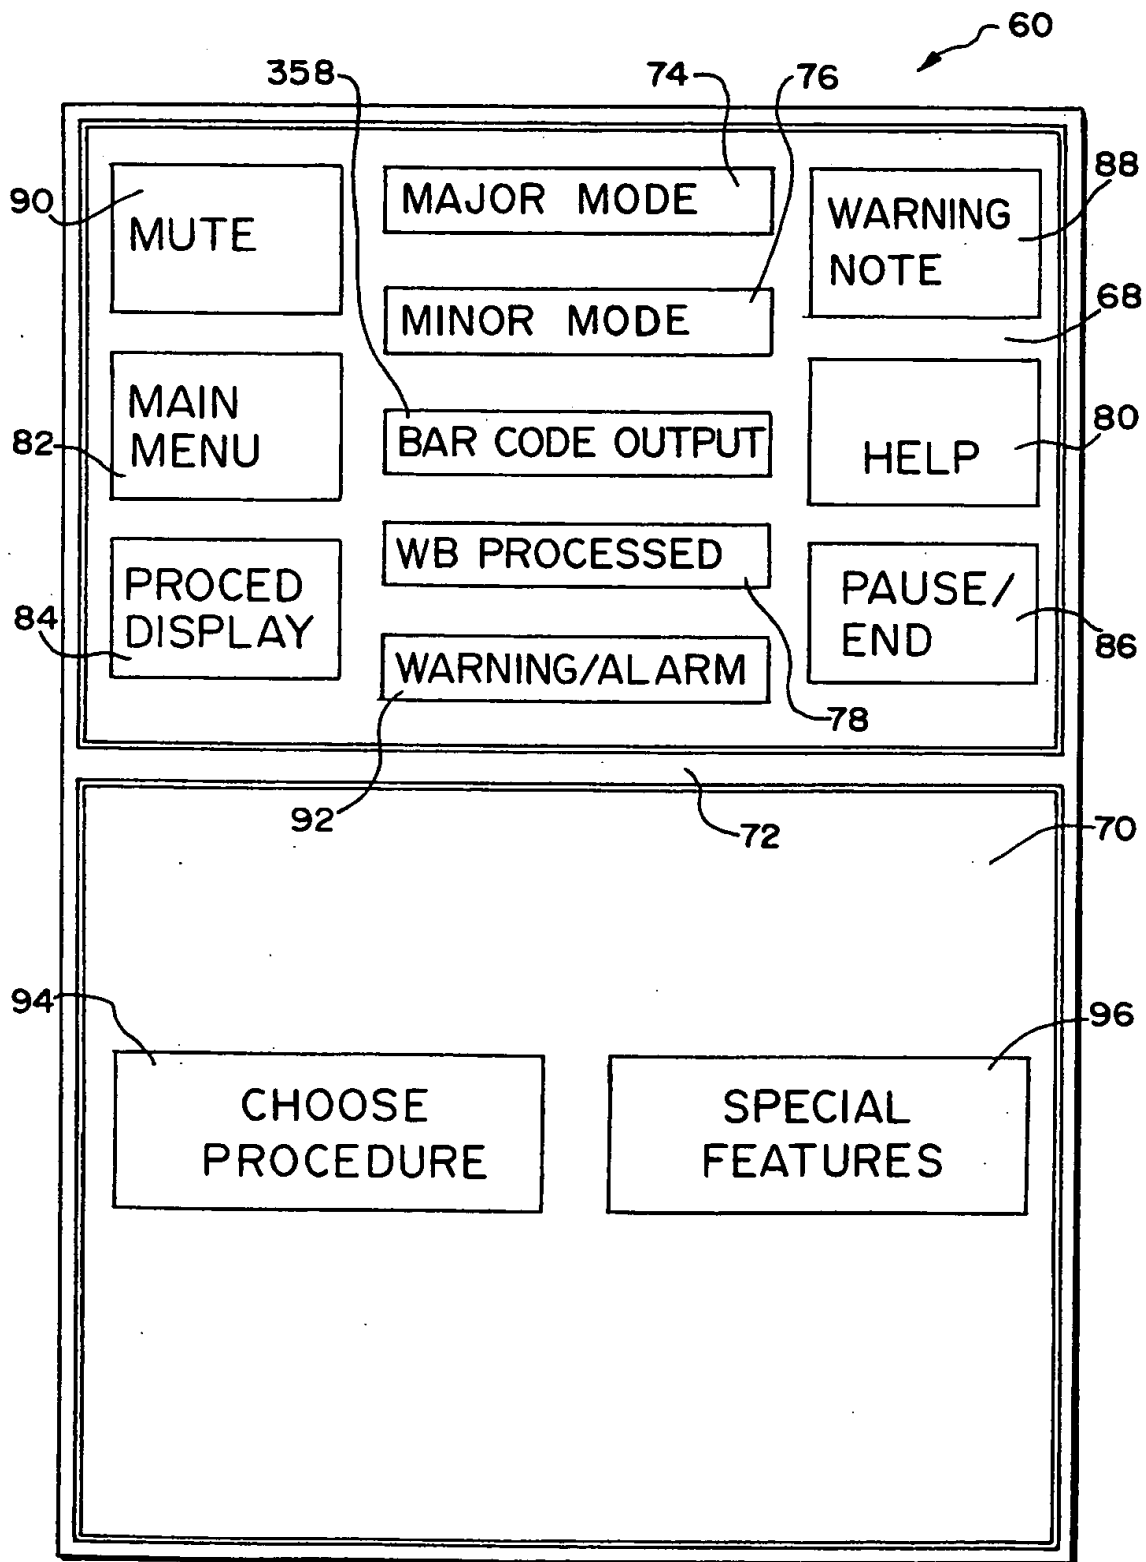 60
358
74
76
90
MUTE
MAJOR MODE
WARNING
NOTE
88
MINOR MODE
68
82
MAIN
MENU
BAR CODE OUTPUT
HELP
80
84
PROCED
DISPLAY
WB PROCESSED
PAUSE/
END
86
WARNING/ALARM
78
92
72
70
94
96
CHOOSE
PROCEDURE
SPECIAL
FEATURES